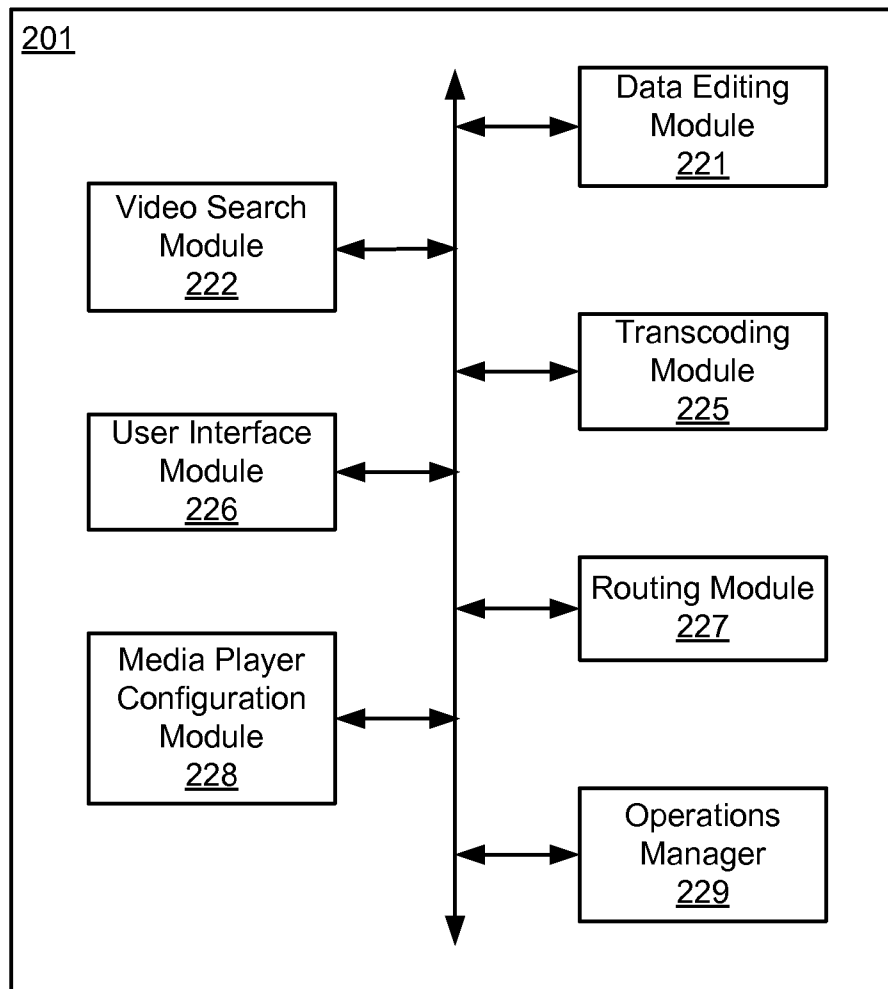 201
Data Editing
Module
221
Video Search
Module
222
Transcoding
Module
225
User Interface
Module
226
Routing Module
227
Media Player
Configuration
Module
228
Operations
Manager
229